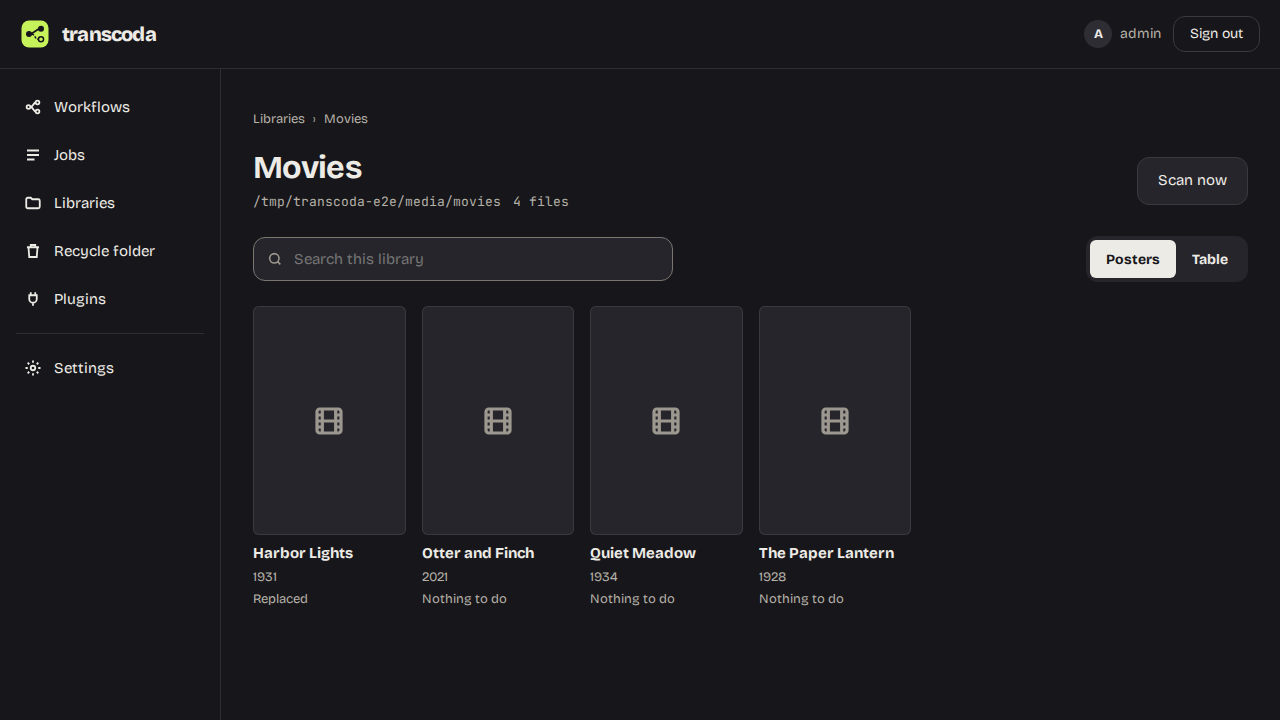 transcoda
A admin Sign out
Workflows
Jobs
Libraries
Recycle folder
Plugins
Settings
Libraries › Movies
Movies
/tmp/transcoda-e2e/media/movies 4 files
Scan now
Search this library
Posters Table
Harbor Lights
1931
Replaced
Otter and Finch
2021
Nothing to do
Quiet Meadow
1934
Nothing to do
The Paper Lantern
1928
Nothing to do